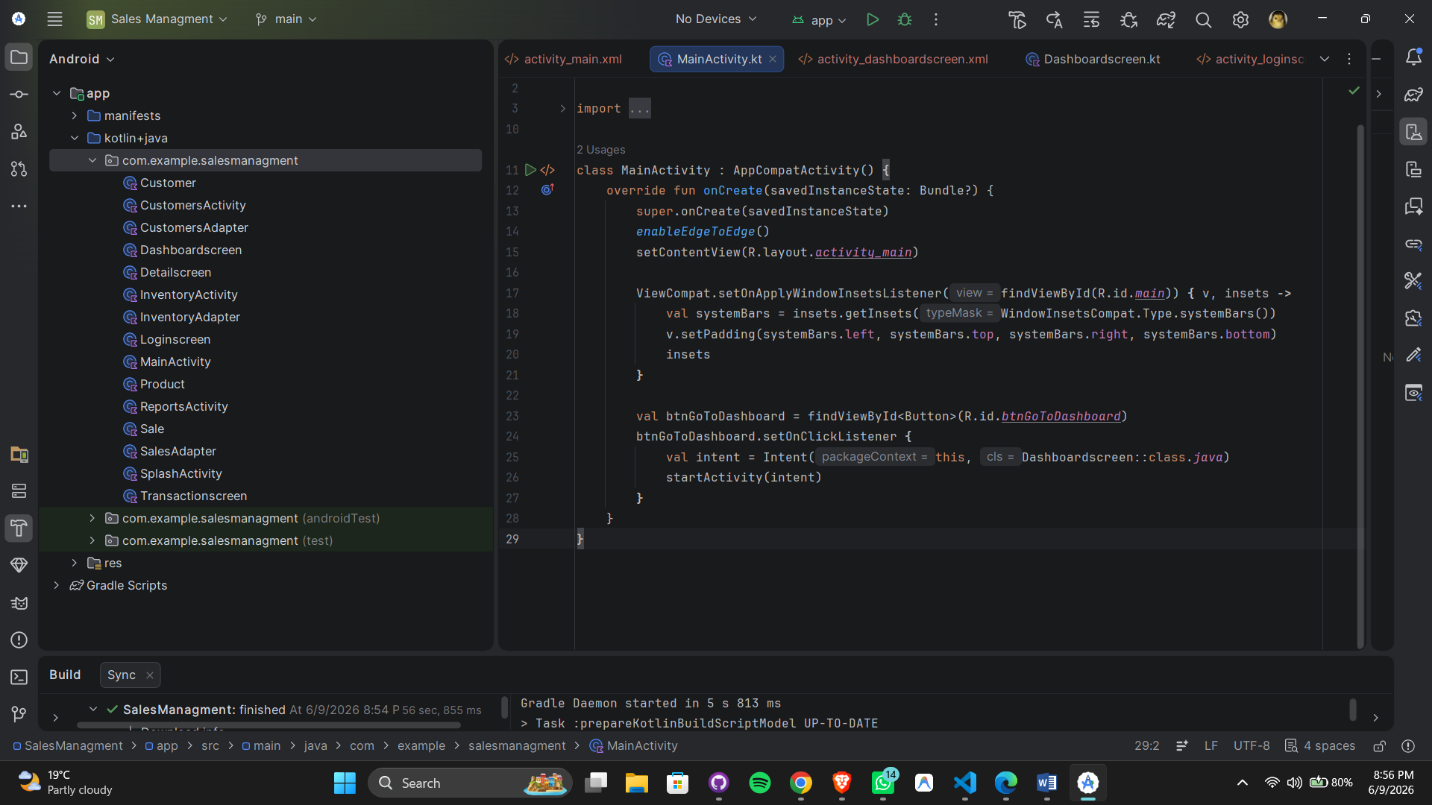 SM Sales Managment main No Devices app
Android
app
manifests
kotlin+java
com.example.salesmanagment
Customer
CustomersActivity
CustomersAdapter
Dashboardscreen
Detailscreen
InventoryActivity
InventoryAdapter
Loginscreen
MainActivity
Product
ReportsActivity
Sale
SalesAdapter
SplashActivity
Transactionscreen
com.example.salesmanagment (androidTest)
com.example.salesmanagment (test)
res
Gradle Scripts
activity_main.xml MainActivity.kt activity_dashboardscreen.xml Dashboardscreen.kt activity_loginsc
2
3 import ...
10
2 Usages
11 class MainActivity : AppCompatActivity() {
12 override fun onCreate(savedInstanceState: Bundle?) {
13 super.onCreate(savedInstanceState)
14 enableEdgeToEdge()
15 setContentView(R.layout.activity_main)
16
17 ViewCompat.setOnApplyWindowInsetsListener( view = findViewById(R.id.main)) { v, insets ->
18 val systemBars = insets.getInsets( typeMask = WindowInsetsCompat.Type.systemBars())
19 v.setPadding(systemBars.left, systemBars.top, systemBars.right, systemBars.bottom)
20 insets
21 }
22
23 val btnGoToDashboard = findViewById<Button>(R.id.btnGoToDashboard)
24 btnGoToDashboard.setOnClickListener {
25 val intent = Intent( packageContext = this, cls = Dashboardscreen::class.java)
26 startActivity(intent)
27 }
28 }
29 }
Build Sync
SalesManagment: finished At 6/9/2026 8:54 P 56 sec, 855 ms
Gradle Daemon started in 5 s 813 ms
> Task :prepareKotlinBuildScriptModel UP-TO-DATE
SalesManagment > app > src > main > java > com > example > salesmanagment > MainActivity 29:2 LF UTF-8 4 spaces
19°C
Partly cloudy
Search
14
80%
8:56 PM
6/9/2026